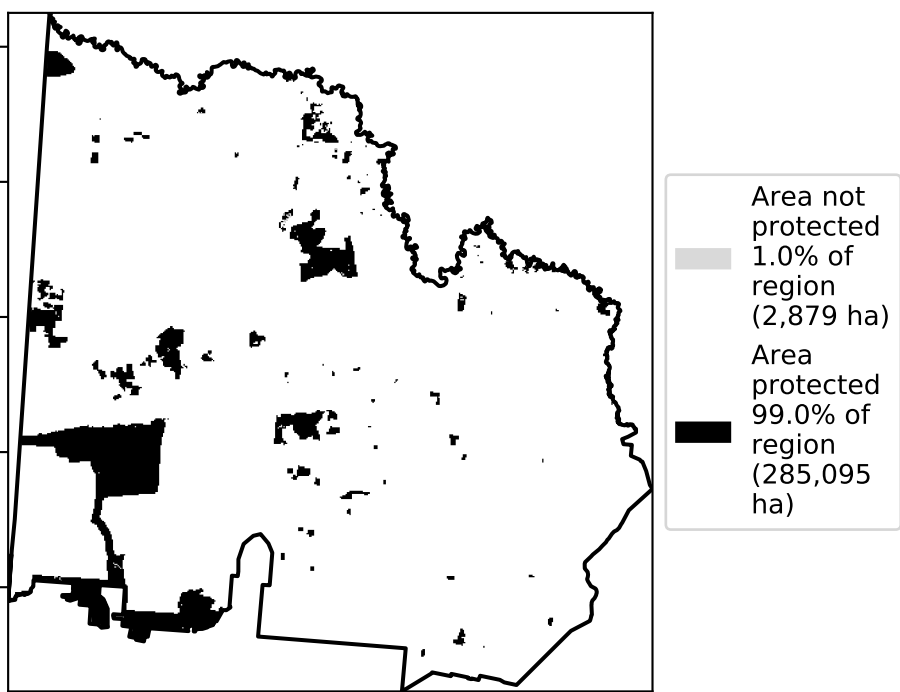 Area not
protected
1.0% of
region
(2,879 ha)
Area
protected
99.0% of
region
(285,095
ha)